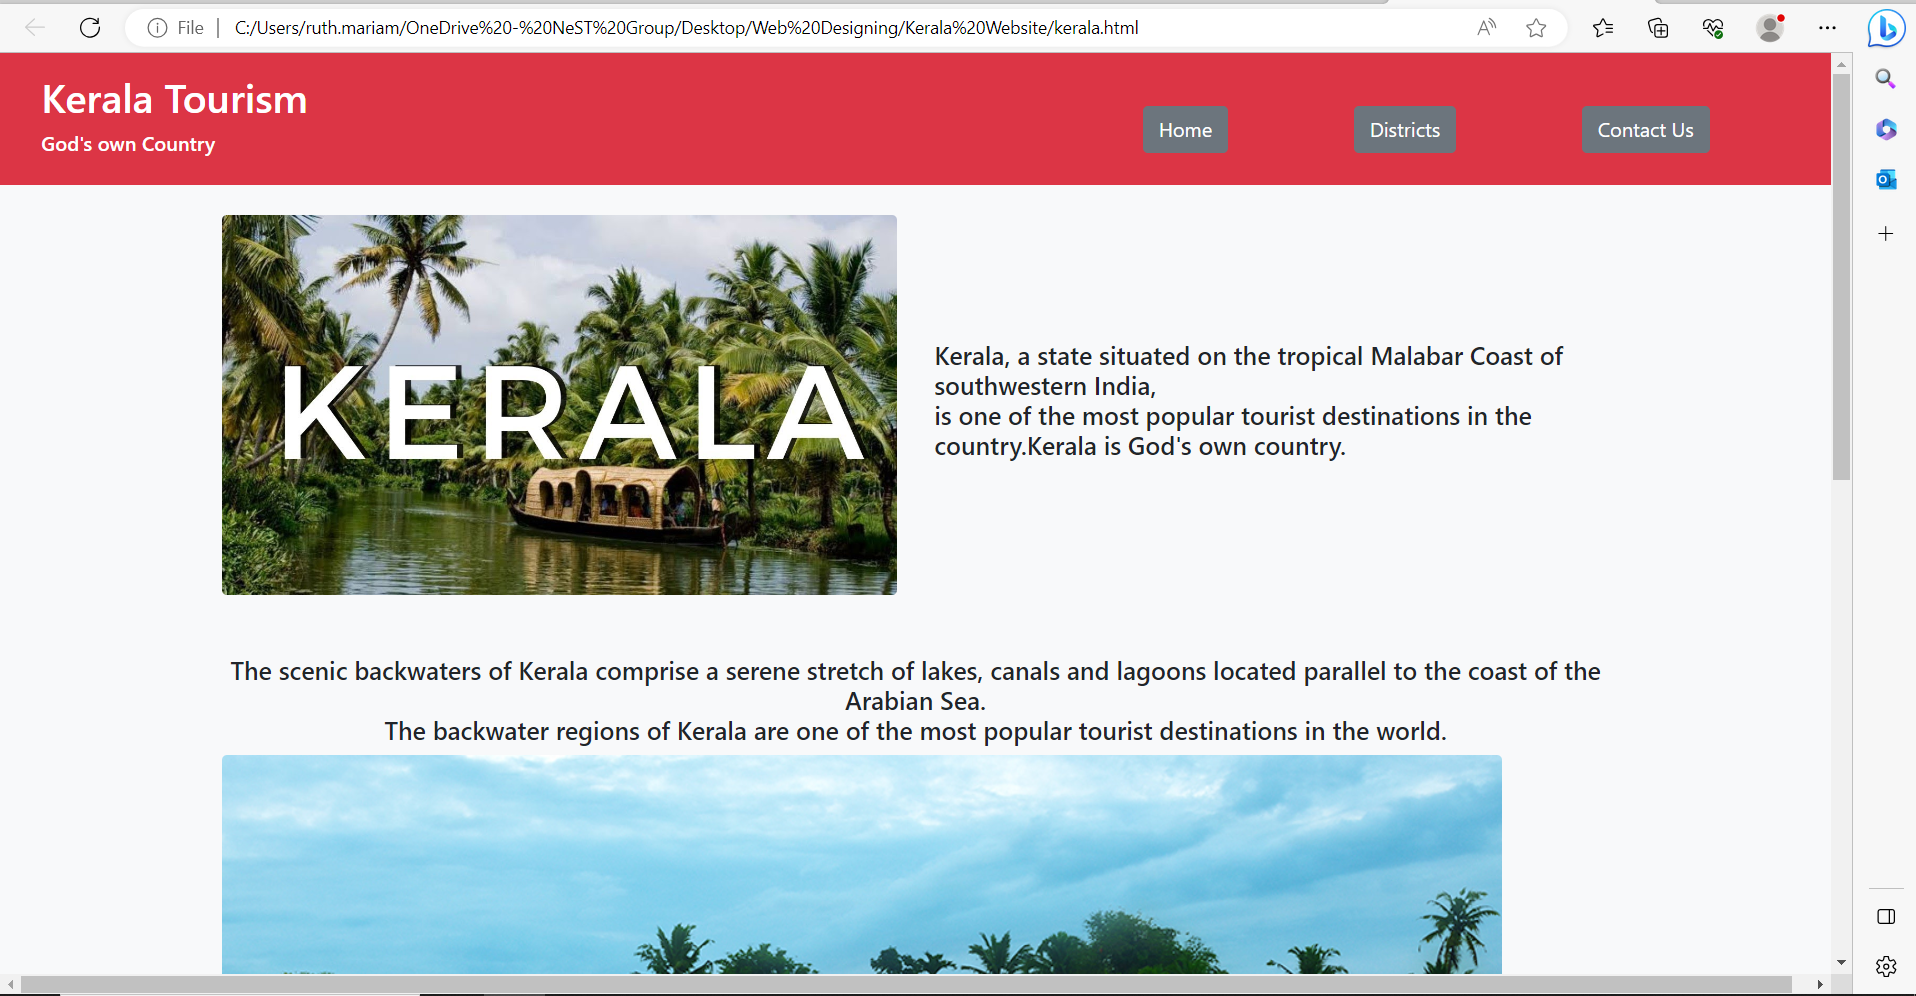 File
C:/Users/ruth.mariam/OneDrive%20-%20NeST%20Group/Desktop/Web%20Designing/Kerala%20Website/kerala.html
Kerala Tourism
God's own Country
Home
Districts
Contact Us
KERALA
Kerala, a state situated on the tropical Malabar Coast of
southwestern India,
is one of the most popular tourist destinations in the
country.Kerala is God's own country.
The scenic backwaters of Kerala comprise a serene stretch of lakes, canals and lagoons located parallel to the coast of the
Arabian Sea.
The backwater regions of Kerala are one of the most popular tourist destinations in the world.